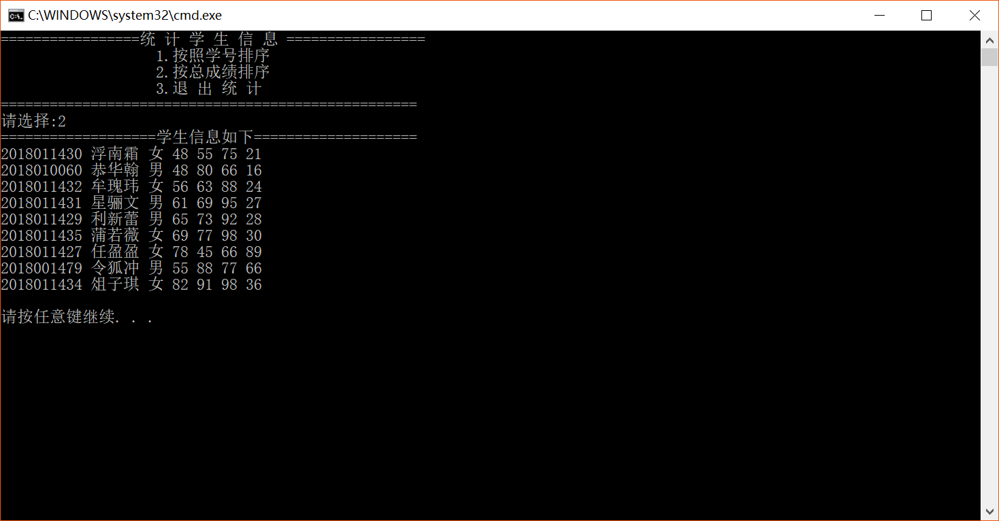 C:\WINDOWS\system32\cmd.exe
=================统 计 学 生 信 息 =================
1.按照学号排序
2.按总成绩排序
3.退 出 统 计
===================================================
请选择:2
===================学生信息如下====================
2018011430 浮南霜 女 48 55 75 21
2018010060 恭华翰 男 48 80 66 16
2018011432 牟瑰玮 女 56 63 88 24
2018011431 星骊文 男 61 69 95 27
2018011429 利新蕾 男 65 73 92 28
2018011435 蒲若薇 女 69 77 98 30
2018011427 任盈盈 女 78 45 66 89
2018001479 令狐冲 男 55 88 77 66
2018011434 俎子琪 女 82 91 98 36
请按任意键继续. . .